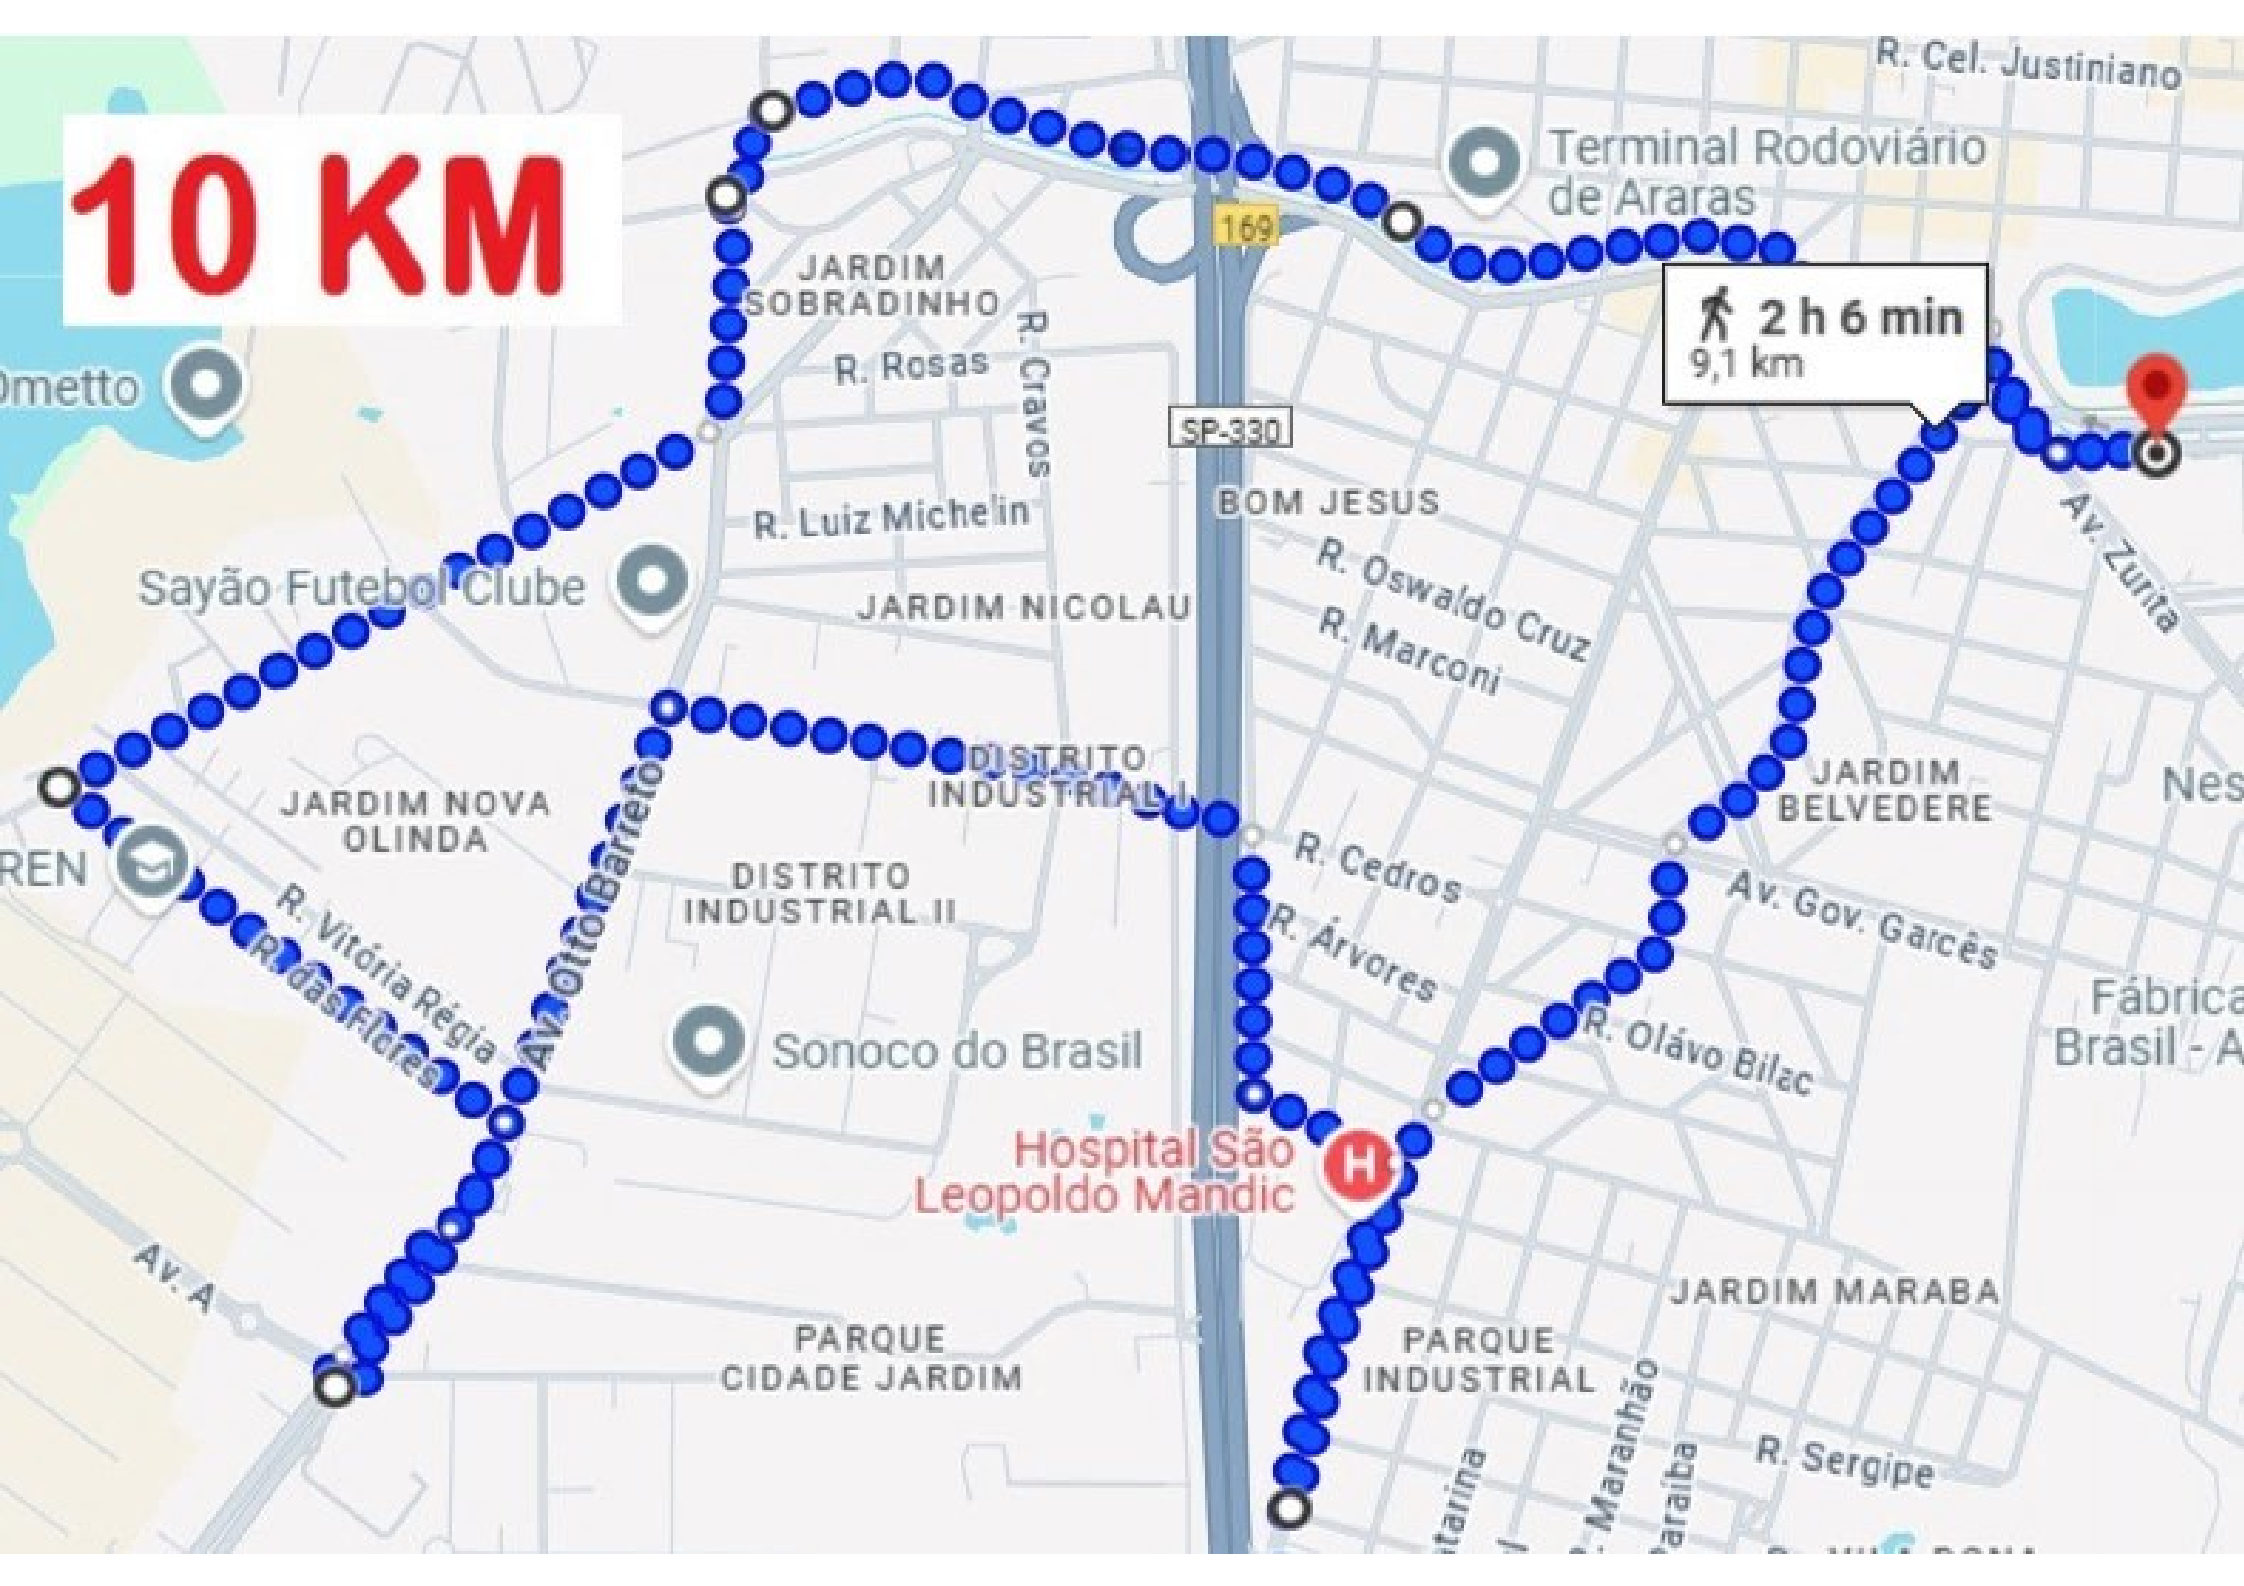 R. Cel. Justiniano
10 KM
Terminal Rodoviário
de Araras
169
JARDIM
SOBRADINHO
R. Cravos
R. Rosas
2 h 6 min
9,1 km
Ometto
SP-330
R. Luiz Michelin
BOM JESUS
Av. Zurita
Sayão Futebol Clube
JARDIM NICOLAU
R. Oswaldo Cruz
R. Marconi
DISTRITO
INDUSTRIAL I
JARDIM
BELVEDERE
JARDIM NOVA
OLINDA
Av. Otto Barreto
R. Cedros
REN
DISTRITO
INDUSTRIAL II
Av. Gov. Garcês
R. Vitória Régia
R. das Flores
R. Árvores
Fábrica
Brasil - A
Sonoco do Brasil
R. Olávo Bilac
Hospital São
Leopoldo Mandic
H
Av. A
JARDIM MARABA
PARQUE
CIDADE JARDIM
PARQUE
INDUSTRIAL
R. Maranhão
R. Sergipe